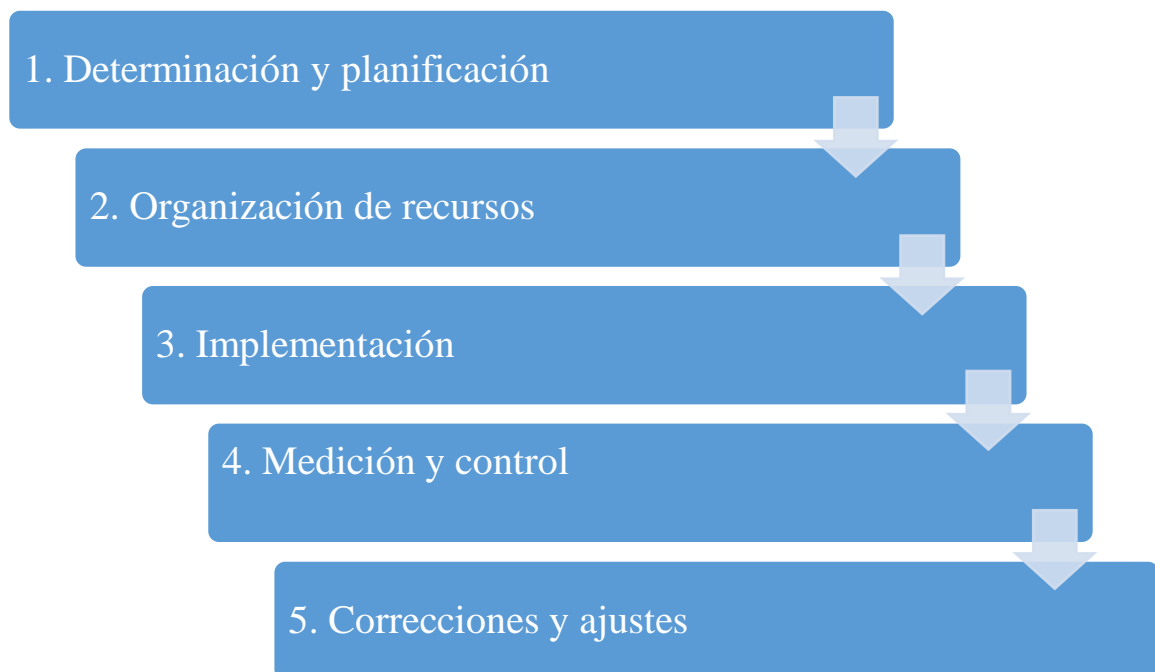 1. Determinación y planificación
2. Organización de recursos
3. Implementación
4. Medición y control
5. Correcciones y ajustes